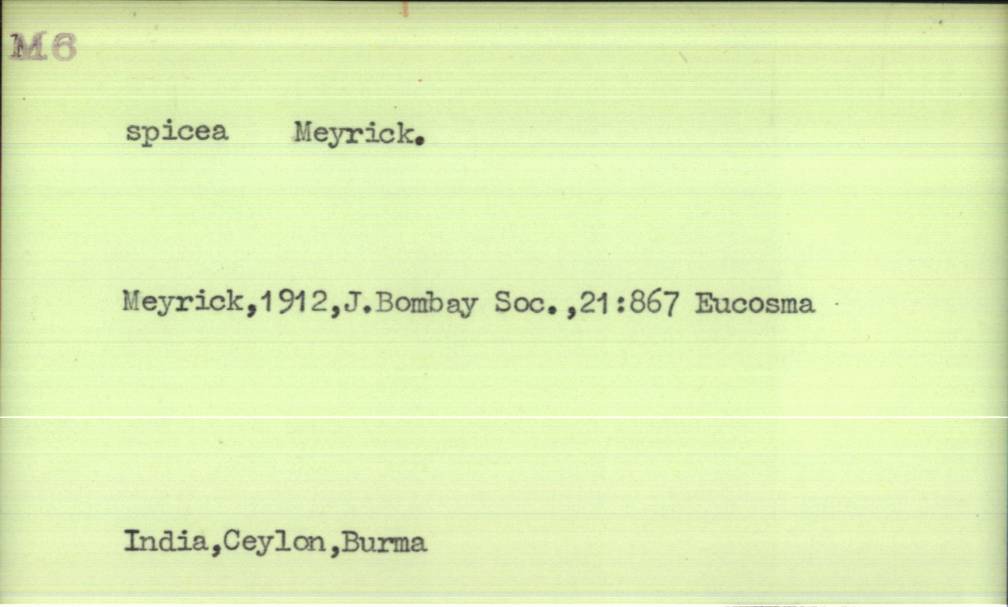 M6
spicea Meyrick.
Meyrick,1912,J.Bombay Soc.,21:867 Eucosma
India,Ceylon,Burma